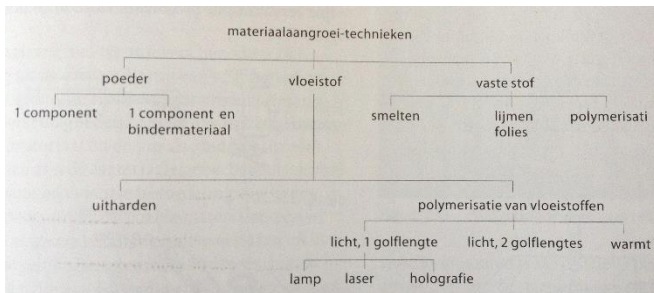 materiaalaangroei-technieken
poeder vloeistof vaste stof
1 component 1 component en smelten lijmen polymerisati
bindermateriaal folies
uitharden polymerisatie van vloeistoffen
licht, 1 golflengte licht, 2 golflengtes warmt
lamp laser holografie